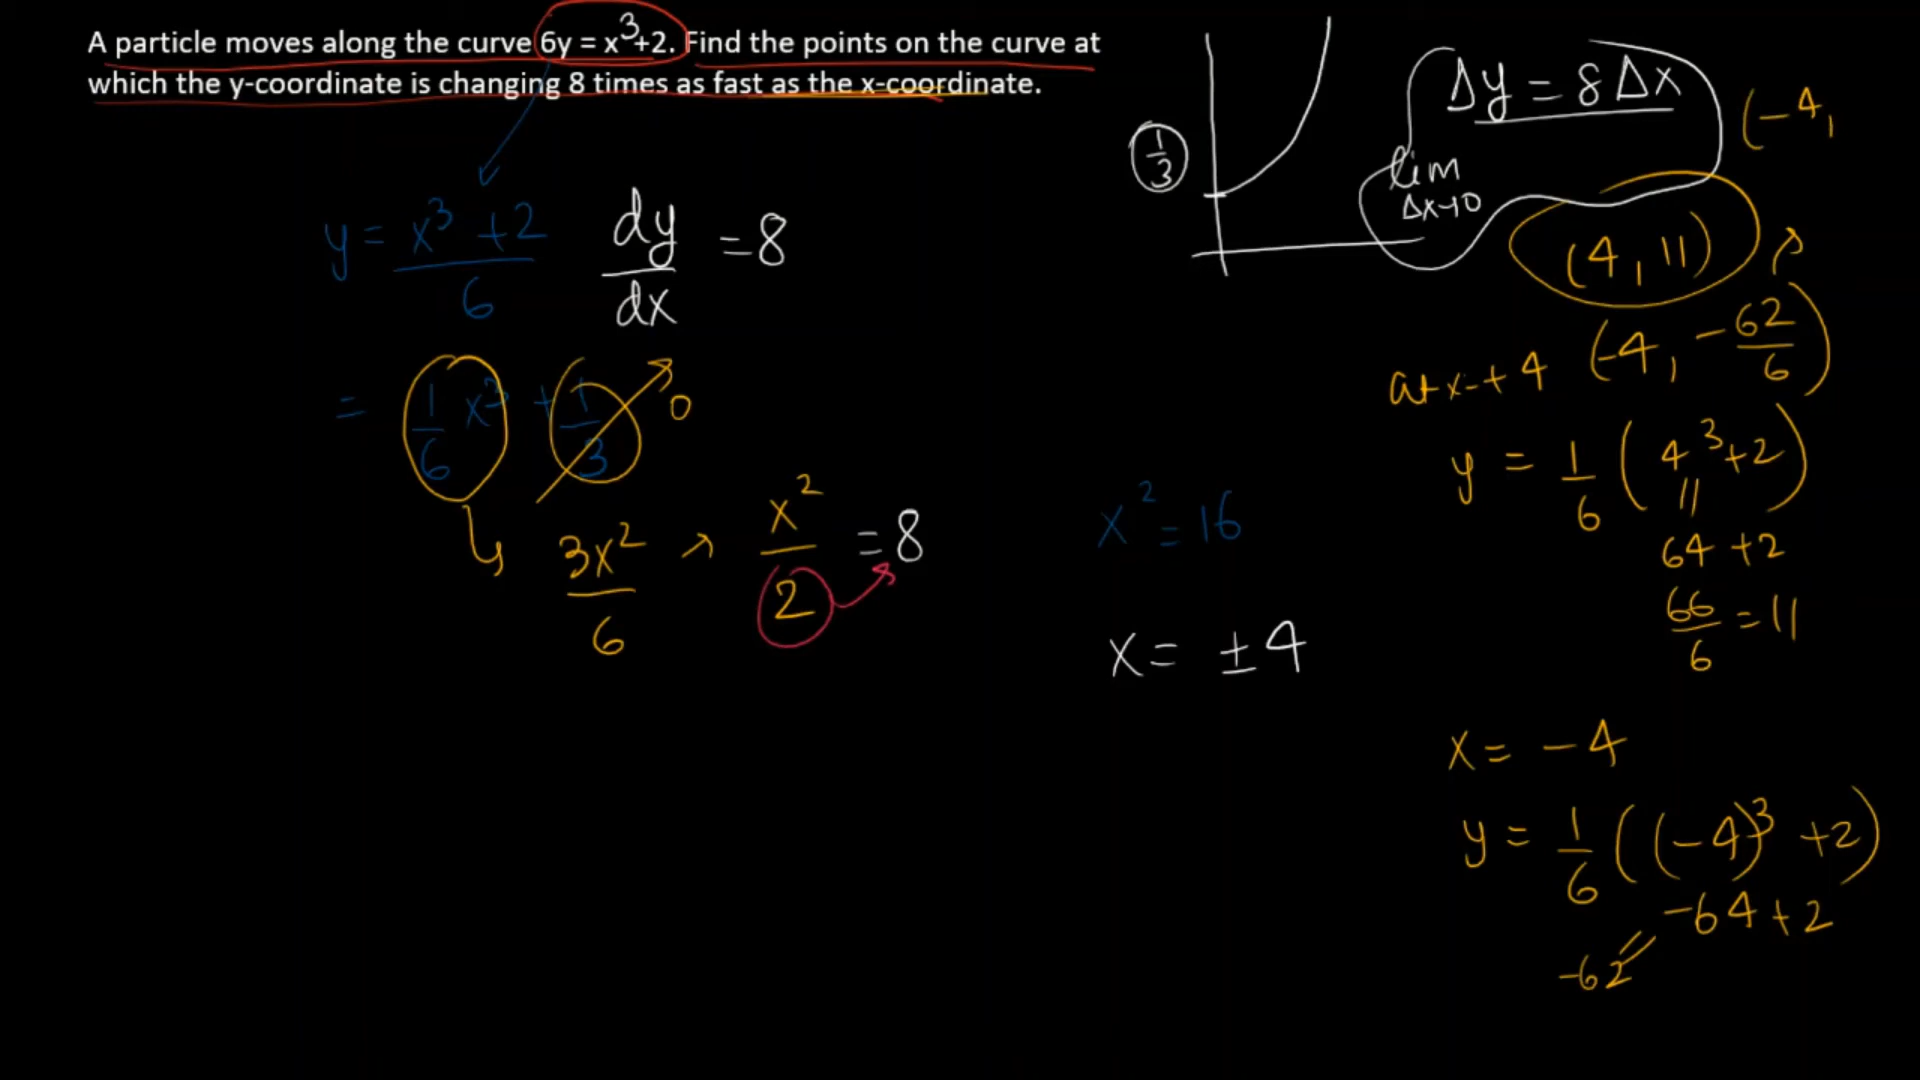 A particle moves along the curve 6y = x³+2. Find the points on the curve at
which the y-coordinate is changing 8 times as fast as the x-coordinate.
y = (x³ + 2)/6
dy/dx = 8
= 1/6 x³ + 1/3
0
3x²/6 → x²/2 = 8
x² = 16
x = ±4
1/3
Δy = 8Δx
lim Δx→0
(-4,
(4, 11)
(-4, -62/6)
at x = +4
y = 1/6 (4³+2)
64 + 2
66/6 = 11
x = -4
y = 1/6 ((-4)³ + 2)
-64 + 2
-62